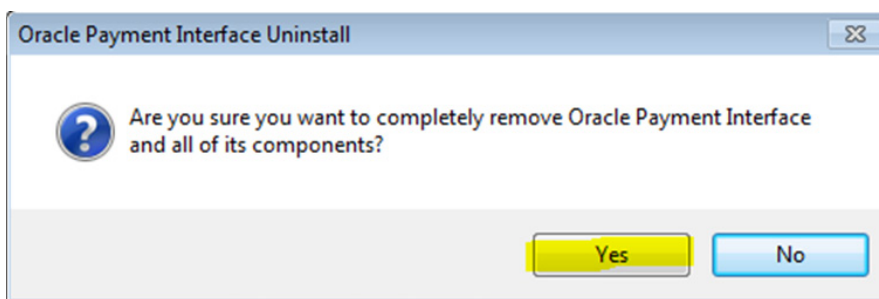 Oracle Payment Interface Uninstall
Are you sure you want to completely remove Oracle Payment Interface
and all of its components?
Yes
No